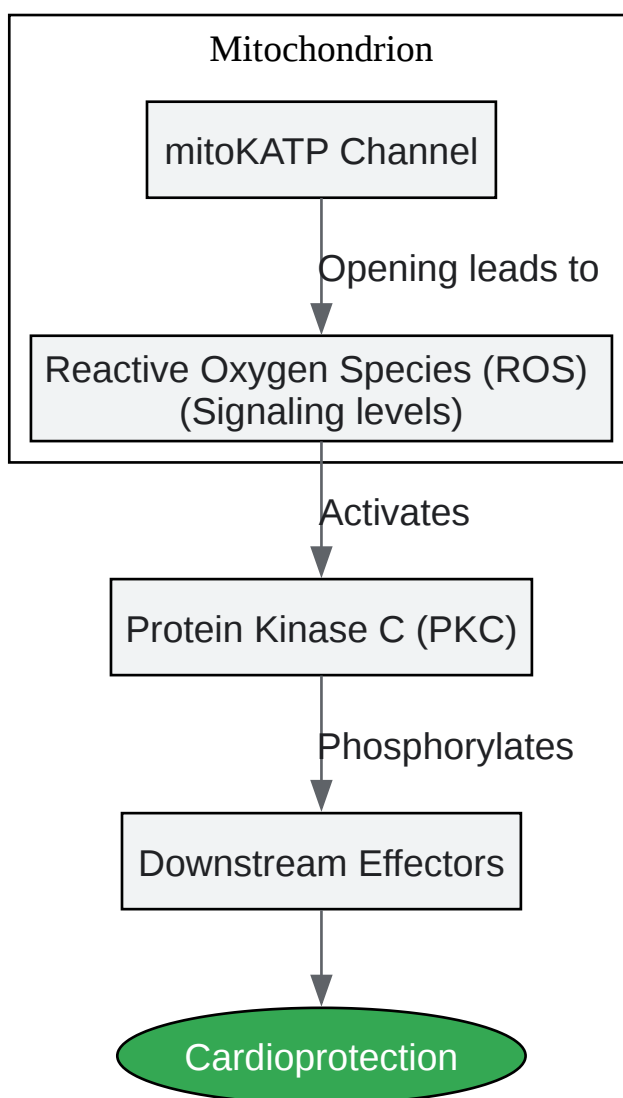 Mitochondrion
mitoKATP Channel
Opening leads to
Reactive Oxygen Species (ROS)
(Signaling levels)
Activates
Protein Kinase C (PKC)
Phosphorylates
Downstream Effectors
Cardioprotection